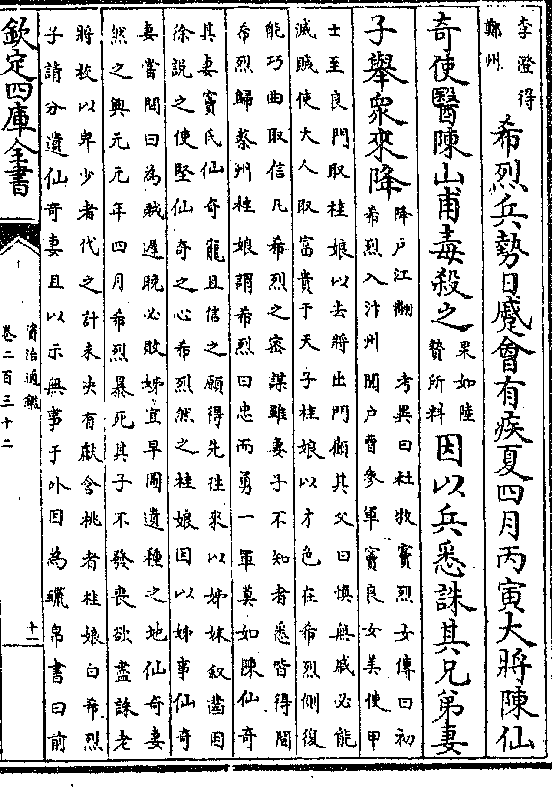 李澄得
鄭州
希烈兵勢日蹙會有疾夏四月丙寅大將陳仙
奇使醫陳山甫毒殺之
果如陸
贄所料
因以兵悉誅其兄弟妻
子舉衆來降
降戶江翻 考異曰杜牧竇烈女傳曰初
希烈入汴州聞戶曹參軍竇良女美使甲
士至良門取桂娘以去將出門顧其父曰慎無戚必能
滅賊使大人取富貴于天子桂娘以才色在希烈側復
能巧曲取信凡希烈之密謀雖妻子不知者悉皆得聞
希烈歸蔡州桂娘謂希烈曰忠而勇一軍莫如陳仙奇
其妻竇氏仙奇寵且信之願得先往來以姊妹叙齒因
徐說之使堅仙奇之心希烈然之桂娘因以姊事仙奇
妻嘗間曰為賊遲晚必敗姊宜早圖遺種之地仙奇妻
然之興元元年四月希烈暴死其子不發喪欲盡誅老
將校以卑少者代之計未决有獻含桃者桂娘白希烈
子請分遺仙奇妻且以示無事于外因為蠟帛書曰前
欽定四庫全書
資治通鑑
卷二百三十二
十一